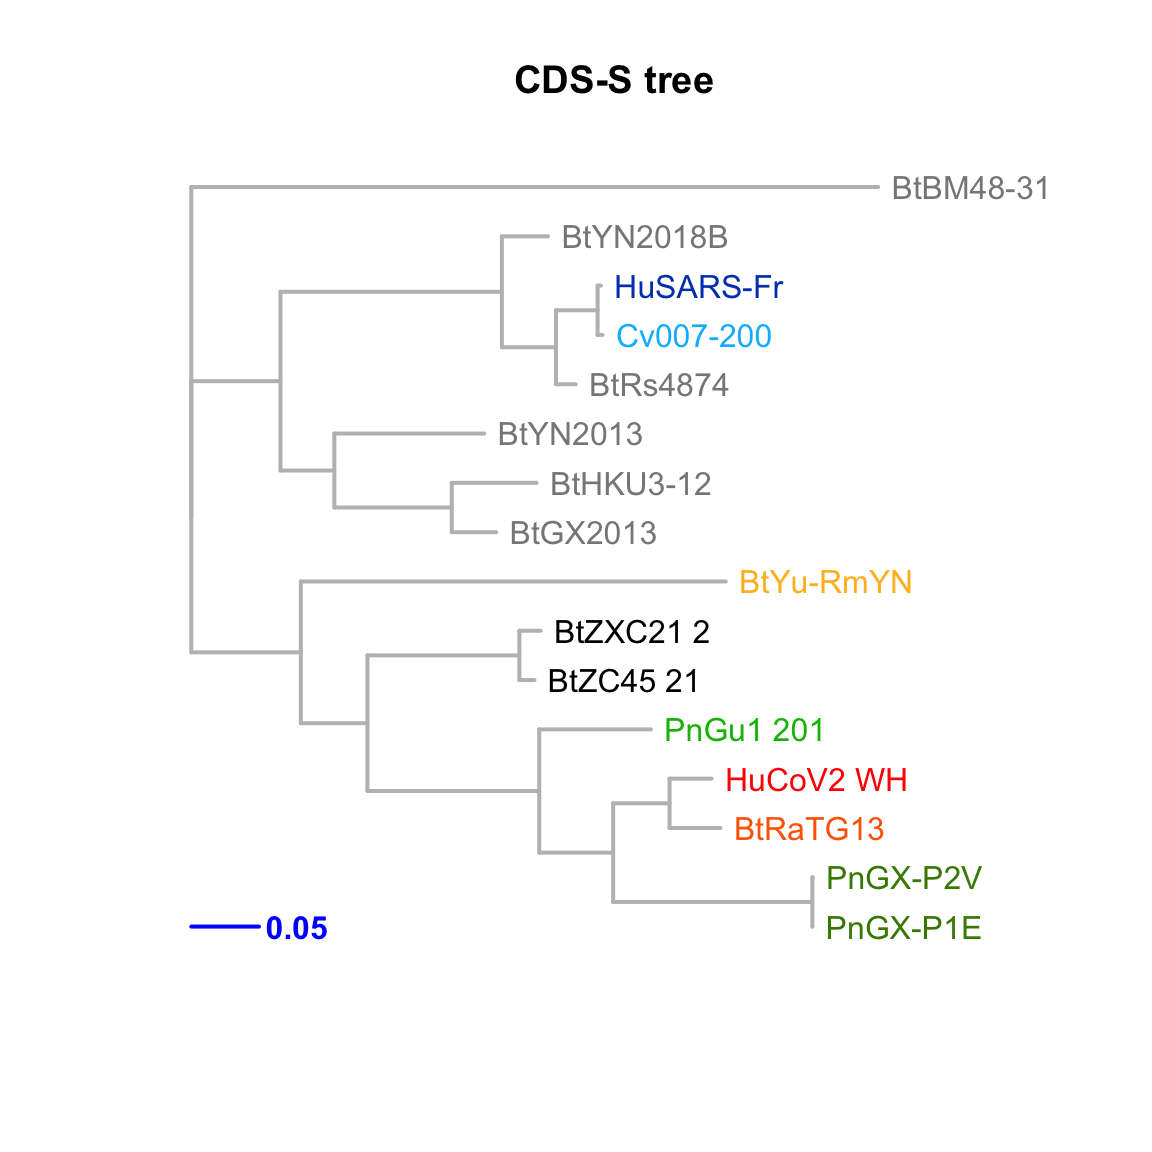 CDS-S tree
BtBM48-31
BtYN2018B
HuSARS-Fr
Cv007-200
BtRs4874
BtYN2013
BtHKU3-12
BtGX2013
BtYu-RmYN
BtZXC21 2
BtZC45 21
PnGu1 201
HuCoV2 WH
BtRaTG13
PnGX-P2V
PnGX-P1E
0.05